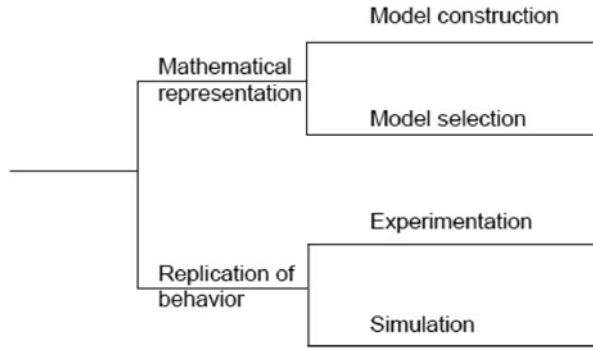 Model construction
Mathematical
representation
Model selection
Experimentation
Replication of
behavior
Simulation